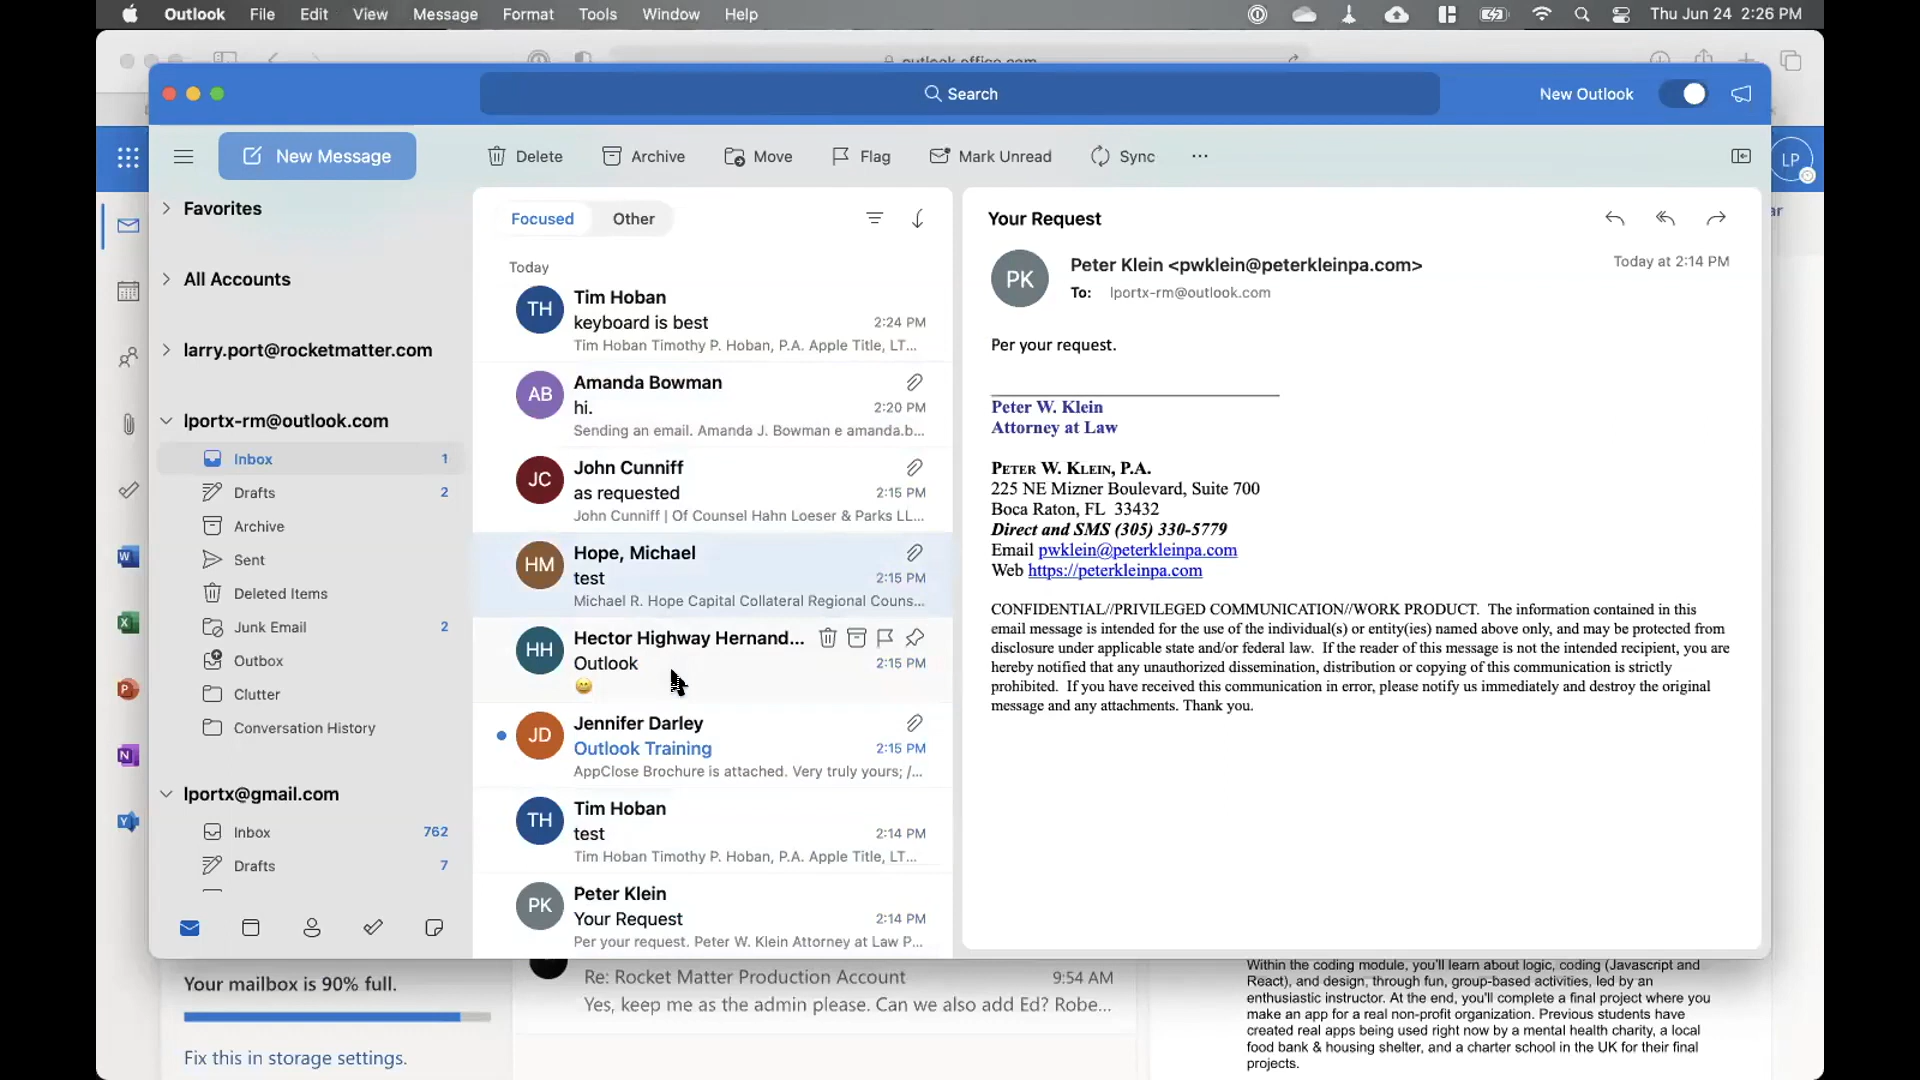 Outlook File Edit View Message Format Tools Window Help Thu Jun 24 2:26 PM
outlook.office.com
Search
New Outlook
New Message
Delete Archive Move Flag Mark Unread Sync ...
LP
ar
Favorites
All Accounts
larry.port@rocketmatter.com
lportx-rm@outlook.com
Inbox 1
Drafts 2
Archive
Sent
Deleted Items
Junk Email 2
Outbox
Clutter
Conversation History
lportx@gmail.com
Inbox 762
Drafts 7
Focused Other
Today
TH
Tim Hoban
keyboard is best 2:24 PM
Tim Hoban Timothy P. Hoban, P.A. Apple Title, LT...
AB
Amanda Bowman
hi. 2:20 PM
Sending an email. Amanda J. Bowman e amanda.b...
JC
John Cunniff
as requested 2:15 PM
John Cunniff | Of Counsel Hahn Loeser & Parks LL...
HM
Hope, Michael
test 2:15 PM
Michael R. Hope Capital Collateral Regional Couns...
HH
Hector Highway Hernand...
Outlook 2:15 PM
😀
JD
Jennifer Darley
Outlook Training 2:15 PM
AppClose Brochure is attached. Very truly yours; /...
TH
Tim Hoban
test 2:14 PM
Tim Hoban Timothy P. Hoban, P.A. Apple Title, LT...
PK
Peter Klein
Your Request 2:14 PM
Per your request. Peter W. Klein Attorney at Law P...
Your Request
PK
Peter Klein <pwklein@peterkleinpa.com> Today at 2:14 PM
To: lportx-rm@outlook.com
Per your request.
Peter W. Klein
Attorney at Law
PETER W. KLEIN, P.A.
225 NE Mizner Boulevard, Suite 700
Boca Raton, FL 33432
Direct and SMS (305) 330-5779
Email pwklein@peterkleinpa.com
Web https://peterkleinpa.com
CONFIDENTIAL//PRIVILEGED COMMUNICATION//WORK PRODUCT. The information contained in this
email message is intended for the use of the individual(s) or entity(ies) named above only, and may be protected from
disclosure under applicable state and/or federal law. If the reader of this message is not the intended recipient, you are
hereby notified that any unauthorized dissemination, distribution or copying of this communication is strictly
prohibited. If you have received this communication in error, please notify us immediately and destroy the original
message and any attachments. Thank you.
W
X
P
N
Y
Your mailbox is 90% full.
Fix this in storage settings.
Re: Rocket Matter Production Account 9:54 AM
Yes, keep me as the admin please. Can we also add Ed? Robe...
Within the coding module, you'll learn about logic, coding (Javascript and
React), and design, through fun, group-based activities, led by an
enthusiastic instructor. At the end, you'll complete a final project where you
make an app for a real non-profit organization. Previous students have
created real apps being used right now by a mental health charity, a local
food bank & housing shelter, and a charter school in the UK for their final
projects.